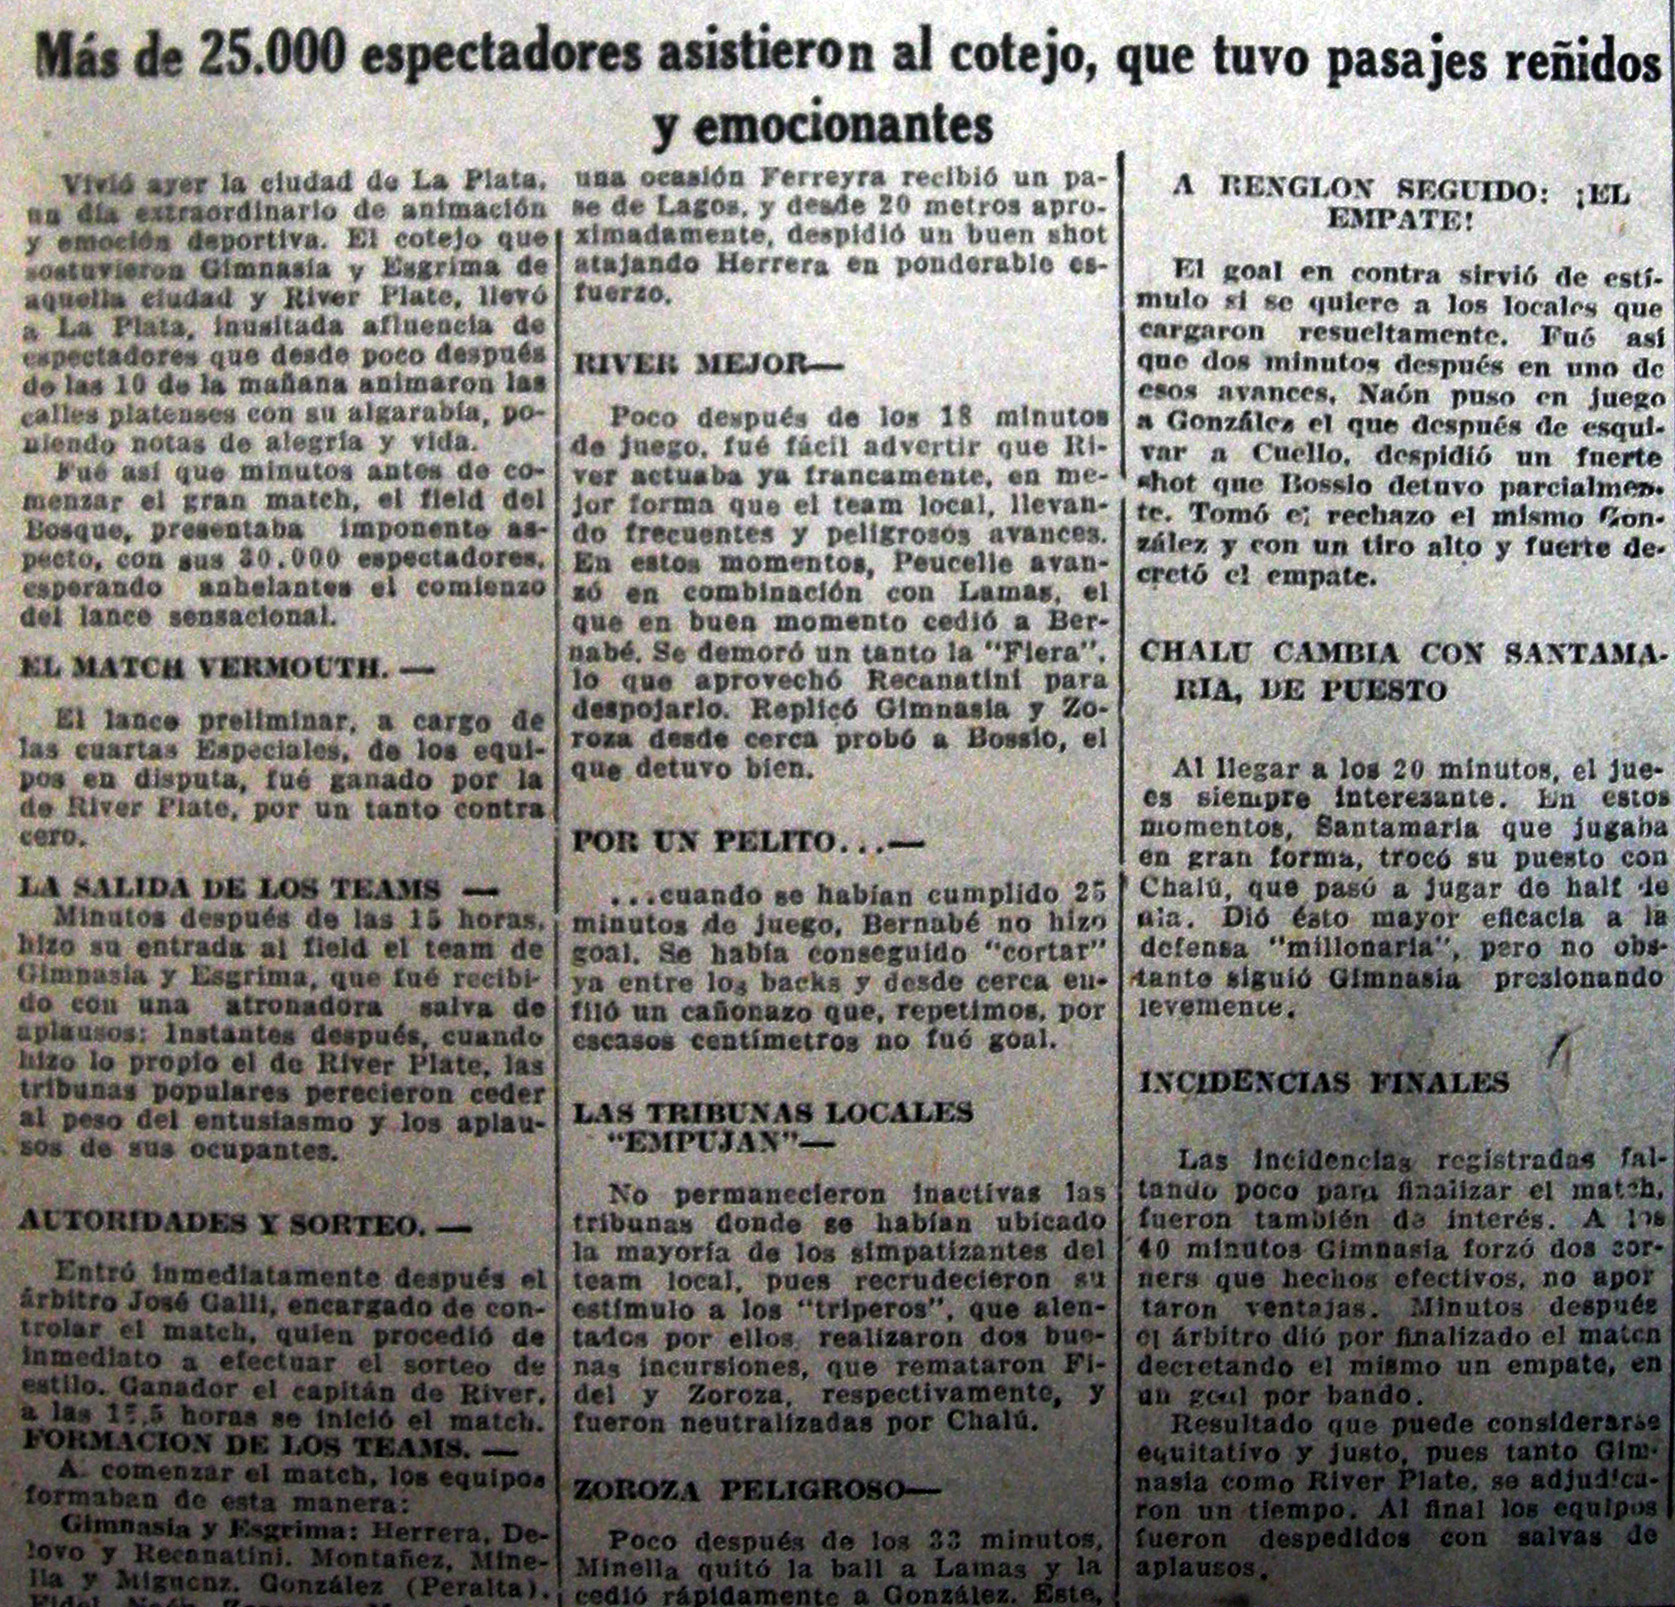 Más de 25.000 espectadores asistieron al cotejo, que tuvo pasajes reñidos
y emocionantes
Vivió ayer la ciudad de La Plata,
un día extraordinario de animación
y emoción deportiva. El cotejo que
sostuvieron Gimnasia y Esgrima de
aquella ciudad y River Plate, llevó
a La Plata, inusitada afluencia de
espectadores que desde poco después
de las 10 de la mañana animaron las
calles platenses con su algarabía, po-
niendo notas de alegría y vida.
Fué así que minutos antes de co-
menzar el gran match, el field del
Bosque, presentaba imponente as-
pecto, con sus 20.000 espectadores,
esperando anhelantes el comienzo
del lance sensacional.
EL MATCH VERMOUTH. —
El lance preliminar, a cargo de
las cuartas Especiales, de los equi-
pos en disputa, fué ganado por la
de River Plate, por un tanto contra
cero.
LA SALIDA DE LOS TEAMS —
Minutos después de las 15 horas,
hizo su entrada al field el team de
Gimnasia y Esgrima, que fué recibi-
do con una atronadora salva de
aplausos: Instantes después, cuando
hizo lo propio el de River Plate, las
tribunas populares perecieron ceder
al peso del entusiasmo y los aplau-
sos de sus ocupantes.
AUTORIDADES Y SORTEO. —
Entró inmediatamente después el
árbitro José Galli, encargado de con-
trolar el match, quien procedió de
inmediato a efectuar el sorteo de
estilo. Ganador el capitán de River,
a las horas se inició el match.
FORMACION DE LOS TEAMS. —
A comenzar el match, los equipos
formaban de esta manera:
Gimnasia y Esgrima: Herrera, De-
lovo y Recanatini. Montañez, Mine-
lla y Miguenz. González (Peralta),
una ocasión Ferreyra recibió un pa-
se de Lagos, y desde 20 metros apro-
ximadamente, despidió un buen shot
atajando Herrera en ponderable es-
fuerzo.
RIVER MEJOR—
Poco después de los 18 minutos
de juego, fué fácil advertir que Ri-
ver actuaba ya francamente, en me-
jor forma que el team local, llevan-
do frecuentes y peligrosos avances.
En estos momentos, Peucelle avan-
zó en combinación con Lamas, el
que en buen momento cedió a Ber-
nabé. Se demoró un tanto la "Fiera",
lo que aprovechó Recanatini para
despojarlo. Replicó Gimnasia y Zo-
roza desde cerca probó a Bossio, el
que detuvo bien.
POR UN PELITO...—
...cuando se habían cumplido 25
minutos de juego, Bernabé no hizo
goal. Se había conseguido "cortar"
ya entre los backs y desde cerca en-
filó un cañonazo que, repetimos, por
escasos centímetros no fué goal.
LAS TRIBUNAS LOCALES
"EMPUJAN"—
No permanecieron inactivas las
tribunas donde se habían ubicado
la mayoría de los simpatizantes del
team local, pues recrudecieron su
estímulo a los "triperos", que alen-
tados por ellos, realizaron dos bue-
nas incursiones, que remataron Fi-
del y Zoroza, respectivamente, y
fueron neutralizadas por Chalú.
ZOROZA PELIGROSO—
Poco después de los 33 minutos,
Minella quitó la ball a Lamas y la
cedió rápidamente a González. Este,
A RENGLON SEGUIDO: ¡EL
EMPATE!
El goal en contra sirvió de estí-
mulo si se quiere a los locales que
cargaron resueltamente. Fué así
que dos minutos después en uno de
esos avances, Naón puso en juego
a González el que después de esqui-
var a Cuello, despidió un fuerte
shot que Bossio detuvo parcialmen-
te. Tomó el rechazo el mismo Gon-
zález y con un tiro alto y fuerte de-
cretó el empate.
CHALU CAMBIA CON SANTAMA-
RIA, DE PUESTO
Al llegar a los 20 minutos, el jue-
es siempre interesante. En estos
momentos, Santamaría que jugaba
en gran forma, trocó su puesto con
Chalú, que pasó a jugar de half de
ala. Dió ésto mayor eficacia a la
defensa "millonaria", pero no obs-
tante siguió Gimnasia presionando
levemente.
INCIDENCIAS FINALES
Las incidencias registradas fal-
tando poco para finalizar el match,
fueron también de interés. A los
40 minutos Gimnasia forzó dos cor-
ners que hechos efectivos, no apor
taron ventajas. Minutos después
el árbitro dió por finalizado el match
decretando el mismo un empate, en
un goal por bando.
Resultado que puede considerarse
equitativo y justo, pues tanto Gim-
nasia como River Plate, se adjudica-
ron un tiempo. Al final los equipos
fueron despedidos con salvas de
aplausos.